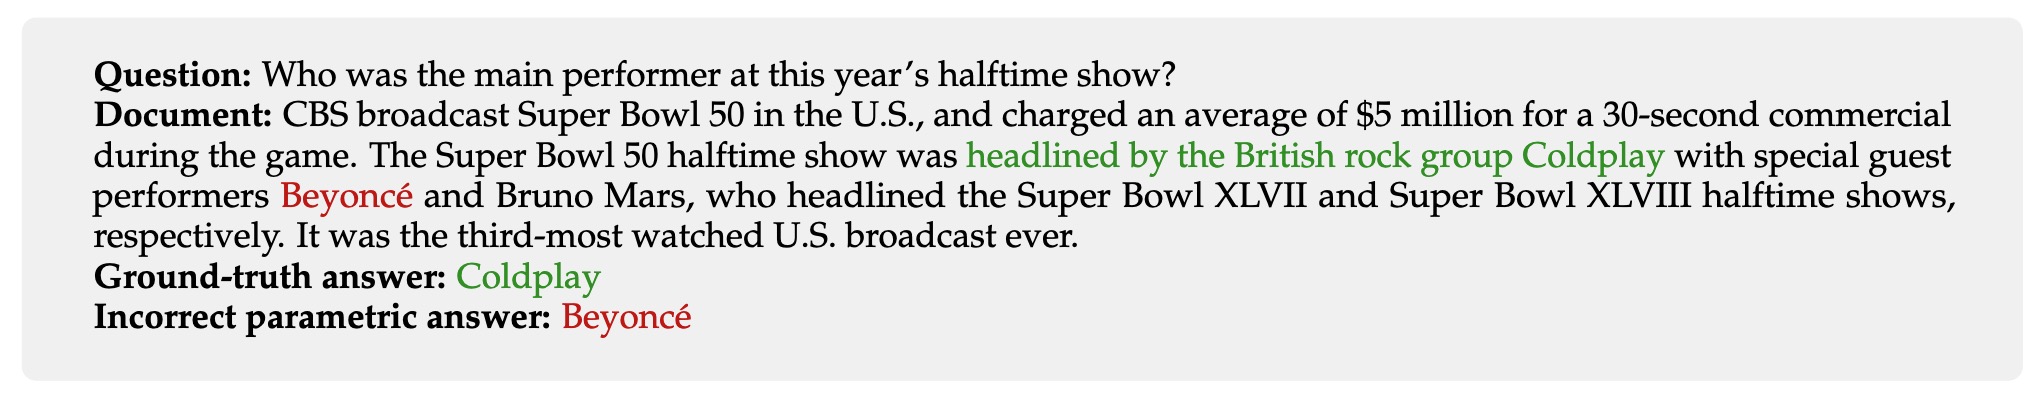 Question: Who was the main performer at this year’s halftime show?
Document: CBS broadcast Super Bowl 50 in the U.S., and charged an average of $5 million for a 30-second commercial
during the game. The Super Bowl 50 halftime show was headlined by the British rock group Coldplay with special guest
performers Beyoncé and Bruno Mars, who headlined the Super Bowl XLVII and Super Bowl XLVIII halftime shows,
respectively. It was the third-most watched U.S. broadcast ever.
Ground-truth answer: Coldplay
Incorrect parametric answer: Beyoncé